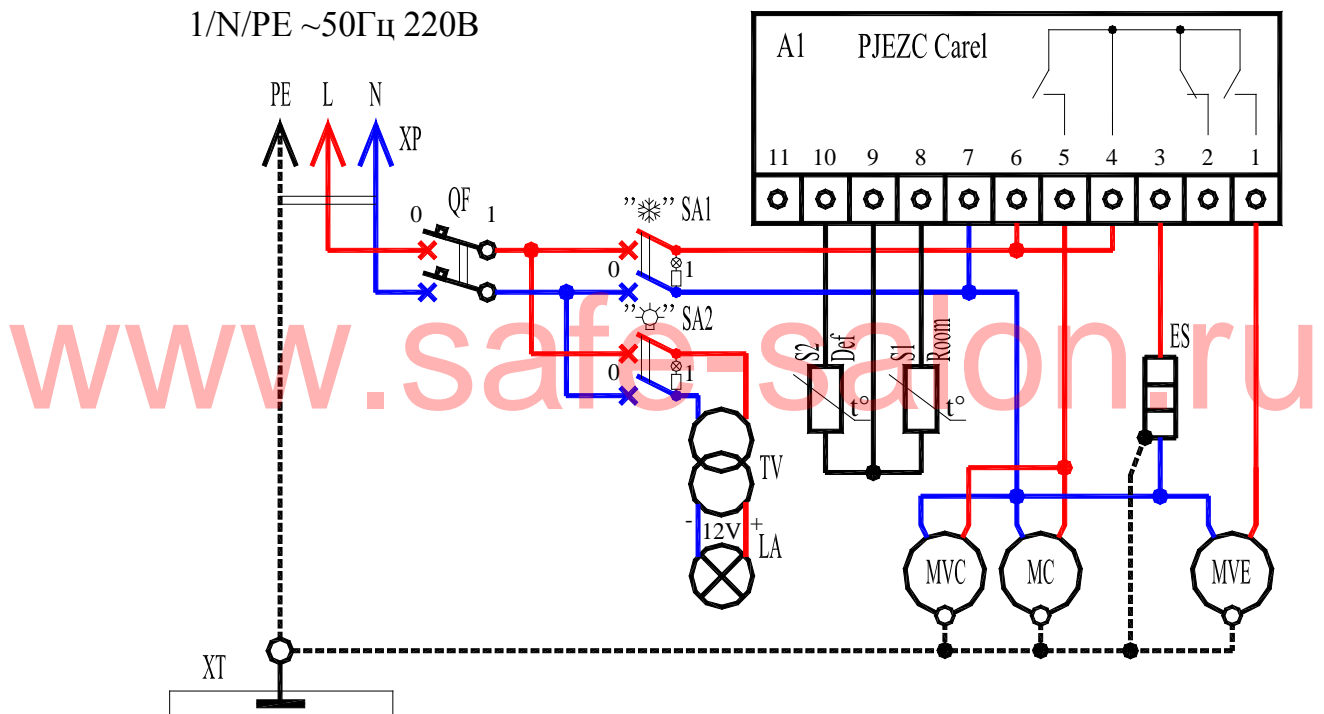 1/N/PE ~50Гц 220В
A1 PJEZC Carel
PE L N
XP
11 10 9 8 7 6 5 4 3 2 1
QF
0 1
"❄" SA1
0 1
"" SA2
0 1
S2 Def
t°
S1 Room
t°
ES
www.safe-salon.ru
TV
- 12V +
LA
MVC MC MVE
XT